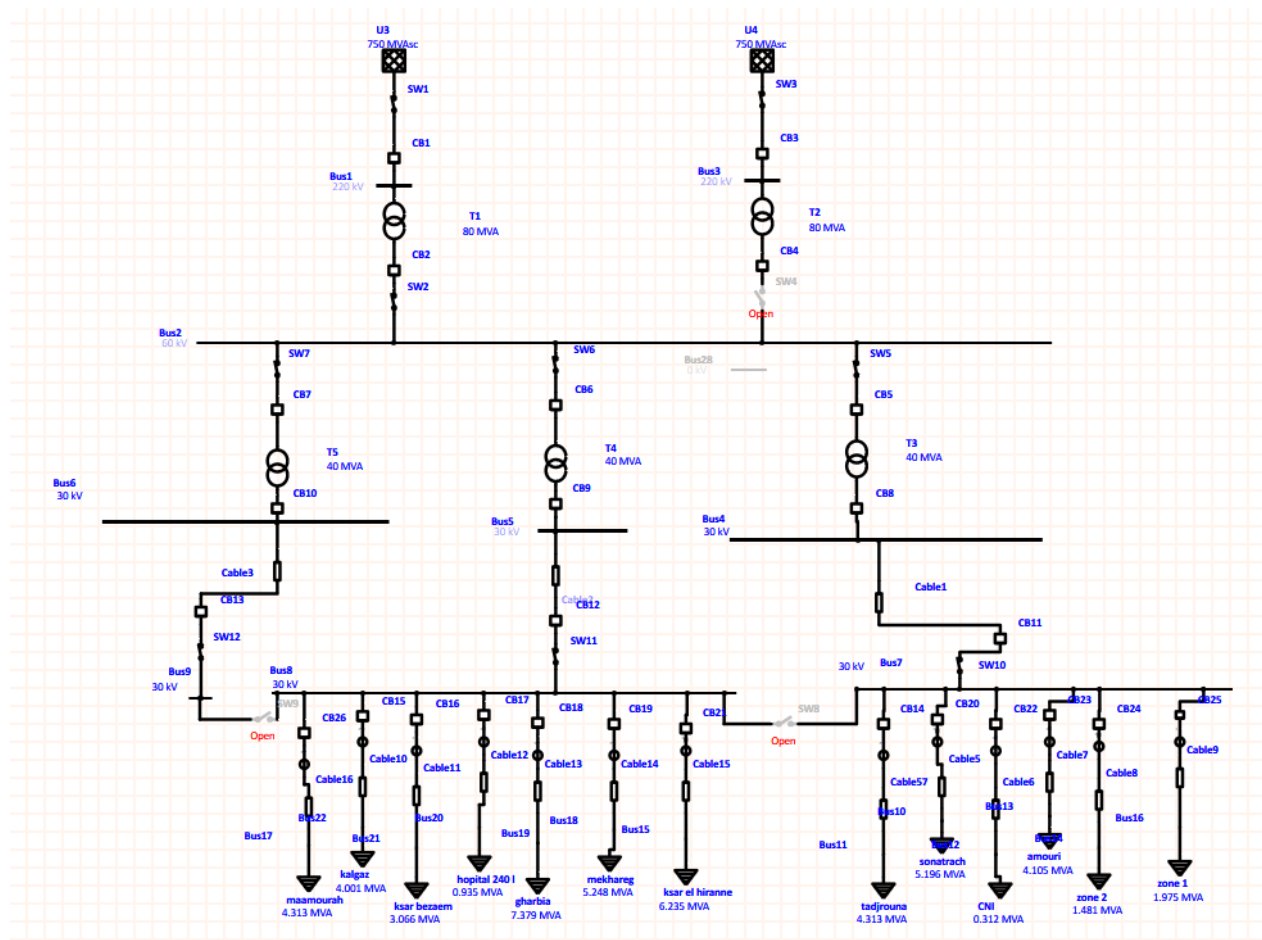 U3
750 MVAsc
U4
750 MVAsc
SW1
SW3
CB1
CB3
Bus1
220 kV
Bus3
220 kV
T1
80 MVA
T2
80 MVA
CB2
CB4
SW2
SW4
Open
Bus2
60 kV
SW7
SW6
SW5
Bus28
0 kV
CB7
CB6
CB5
T5
40 MVA
T4
40 MVA
T3
40 MVA
CB10
CB9
CB8
Bus6
30 kV
Bus5
30 kV
Bus4
30 kV
Cable3
Cable2
Cable1
CB13
CB12
CB11
SW12
SW11
SW10
Bus9
30 kV
Bus8
30 kV
30 kV
Bus7
SW9
Open
SW8
Open
CB26
CB15
CB16
CB17
CB18
CB19
CB21
CB14
CB20
CB22
CB23
CB24
CB25
Cable16
Cable10
Cable11
Cable12
Cable13
Cable14
Cable15
Cable57
Cable5
Cable6
Cable7
Cable8
Cable9
Bus17
Bus22
Bus21
Bus20
Bus19
Bus18
Bus15
Bus11
Bus10
Bus12
Bus13
Bus16
maamourah
4.313 MVA
kalgaz
4.001 MVA
ksar bezaem
3.066 MVA
hopital 240 l
0.935 MVA
gharbia
7.379 MVA
mekhareg
5.248 MVA
ksar el hiranne
6.235 MVA
tadjrouna
4.313 MVA
sonatrach
5.196 MVA
CNI
0.312 MVA
amouri
4.105 MVA
zone 2
1.481 MVA
zone 1
1.975 MVA